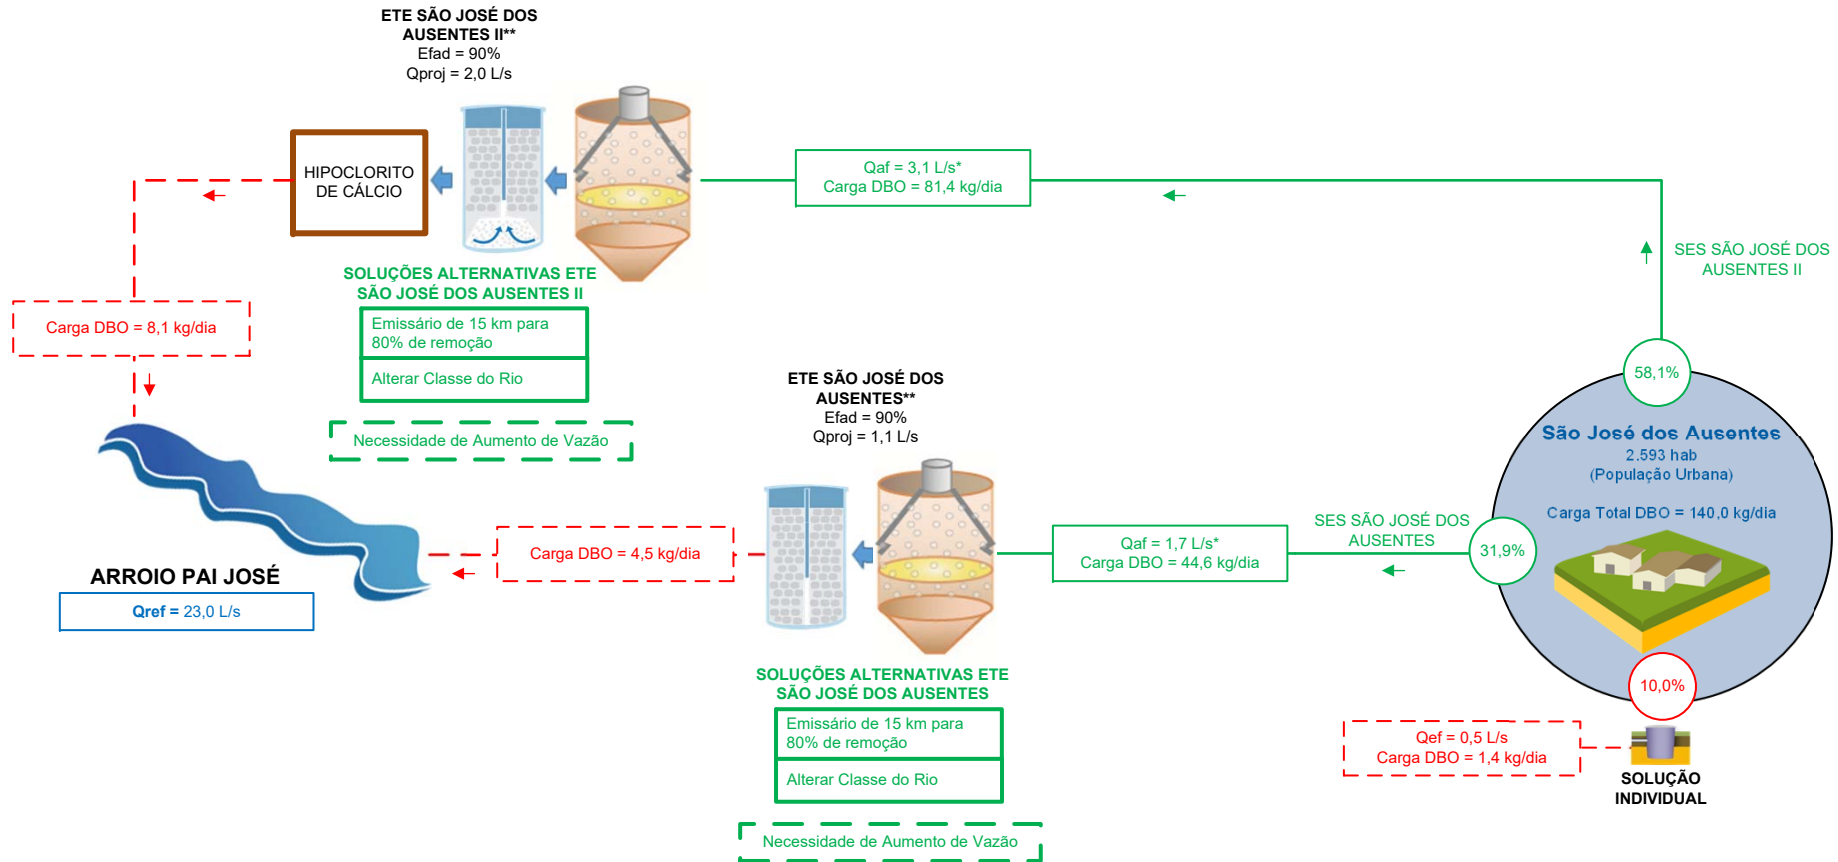 ETE SÃO JOSÉ DOS
AUSENTES II**
Efad = 90%
Qproj = 2,0 L/s
HIPOCLORITO
DE CÁLCIO
Qaf = 3,1 L/s*
Carga DBO = 81,4 kg/dia
SES SÃO JOSÉ DOS
AUSENTES II
SOLUÇÕES ALTERNATIVAS ETE
SÃO JOSÉ DOS AUSENTES II
Emissário de 15 km para
80% de remoção
Alterar Classe do Rio
Necessidade de Aumento de Vazão
Carga DBO = 8,1 kg/dia
ETE SÃO JOSÉ DOS
AUSENTES**
Efad = 90%
Qproj = 1,1 L/s
58,1%
São José dos Ausentes
2.593 hab
(População Urbana)
Carga Total DBO = 140,0 kg/dia
31,9%
SES SÃO JOSÉ DOS
AUSENTES
Qaf = 1,7 L/s*
Carga DBO = 44,6 kg/dia
Carga DBO = 4,5 kg/dia
ARROIO PAI JOSÉ
Qref = 23,0 L/s
SOLUÇÕES ALTERNATIVAS ETE
SÃO JOSÉ DOS AUSENTES
Emissário de 15 km para
80% de remoção
Alterar Classe do Rio
Necessidade de Aumento de Vazão
10,0%
Qef = 0,5 L/s
Carga DBO = 1,4 kg/dia
SOLUÇÃO
INDIVIDUAL